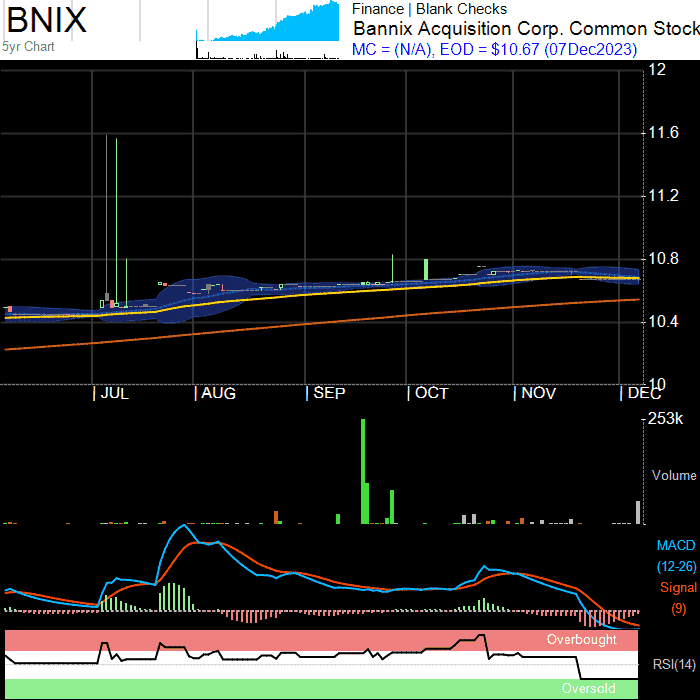 BNIX
5yr Chart
Finance | Blank Checks
Bannix Acquisition Corp. Common Stock
MC = (N/A), EOD = $10.67 (07Dec2023)
12
11.6
11.2
10.8
10.4
10
JUL AUG SEP OCT NOV DEC
253k
Volume
MACD
(12-26)
Signal
(9)
Overbought
RSI(14)
Oversold